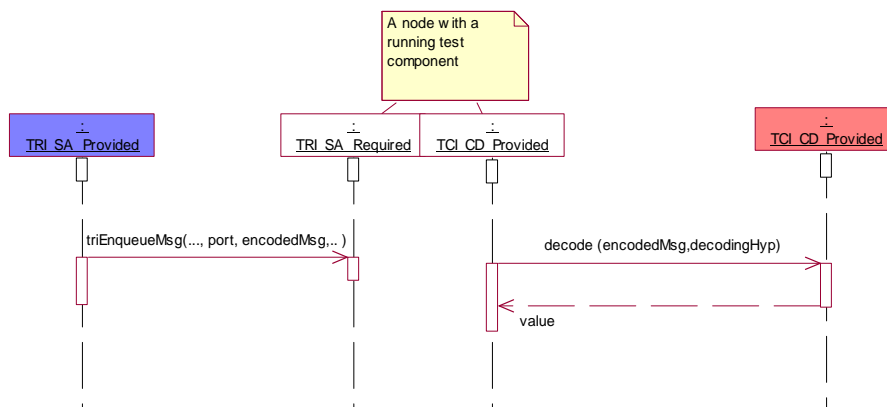 A node with a
running test
component
:
TRI_SA_Provided
:
TRI_SA_Required
:
TCI_CD_Provided
:
TCI_CD_Provided
triEnqueueMsg(..., port, encodedMsg,.. )
decode (encodedMsg,decodingHyp)
value